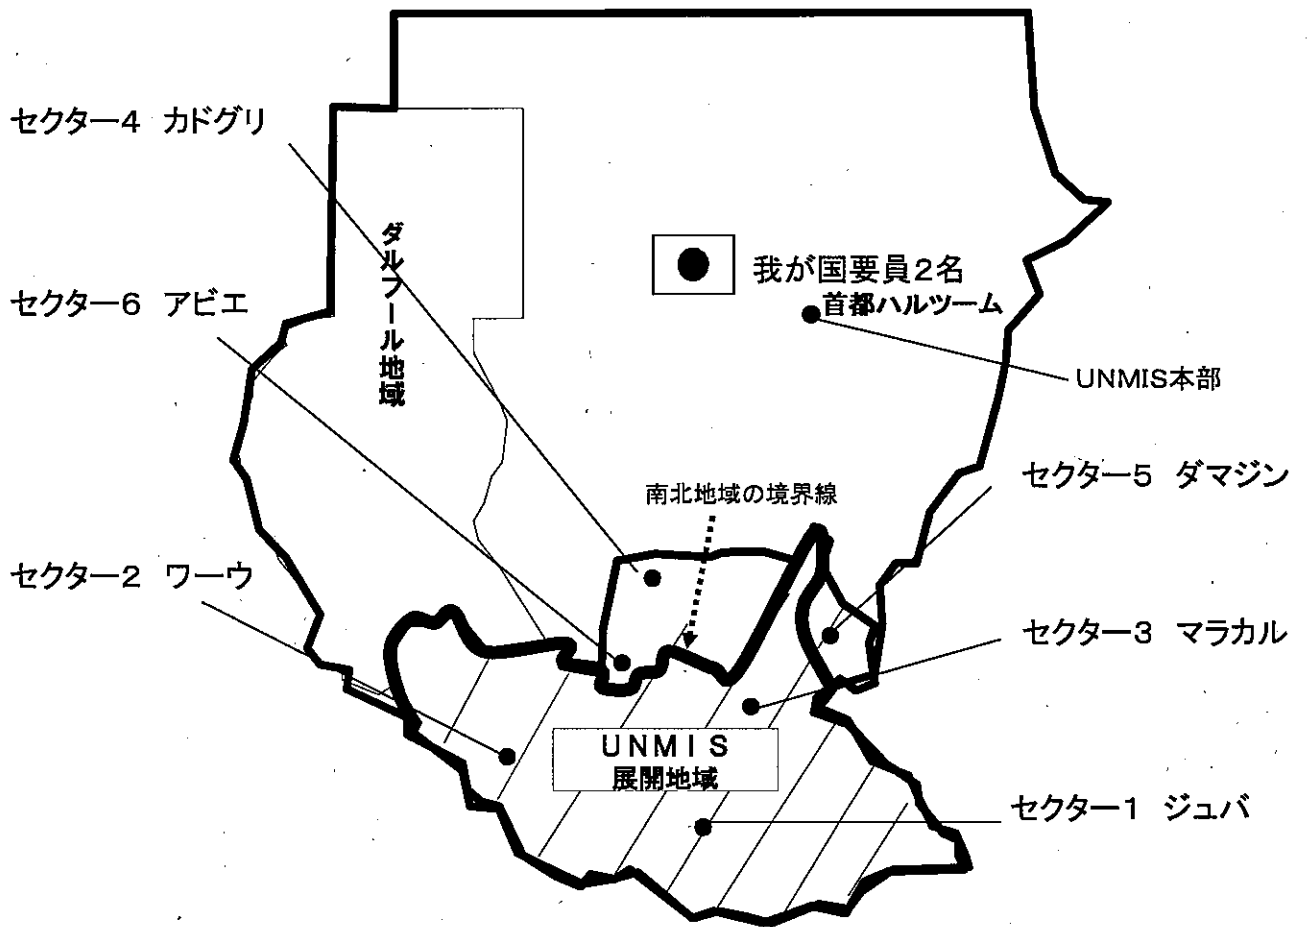 セクター4 カドグリ
ダルフール地域
我が国要員2名
首都ハルツーム
セクター6 アビエ
UNMIS本部
セクター5 ダマジン
南北地域の境界線
セクター2 ワーウ
セクター3 マラカル
UNMIS
展開地域
セクター1 ジュバ